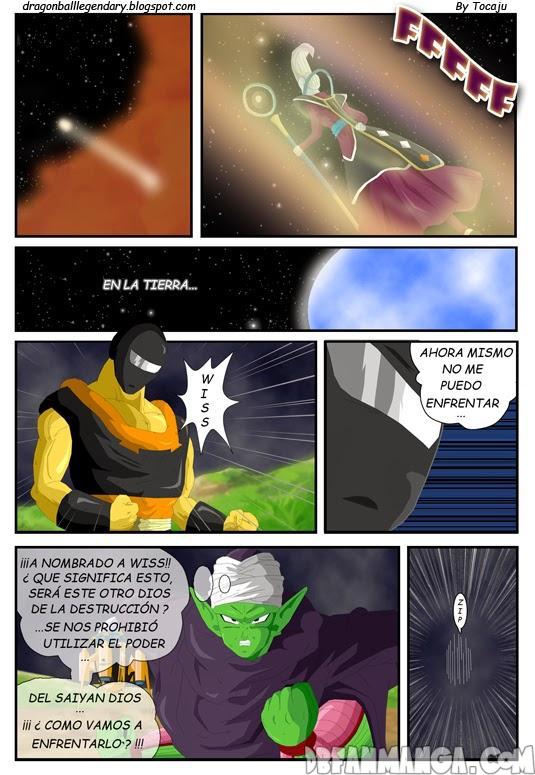 dragonballlegendary.blogspot.com
By Tocaju
FFFFF
EN LA TIERRA...
WISS
AHORA MISMO
NO ME
PUEDO
ENFRENTAR
...
¡¡¡A NOMBRADO A WISS!!
¿ QUE SIGNIFICA ESTO,
SERÁ ESTE OTRO DIOS
DE LA DESTRUCCIÓN ?
...SE NOS PROHIBIÓ
UTILIZAR EL PODER
...
DEL SAIYAN DIOS
...
¡¡¡ ¿ COMO VAMOS A
ENFRENTARLO ? !!!
ZIP
DBFANMANGA.COM